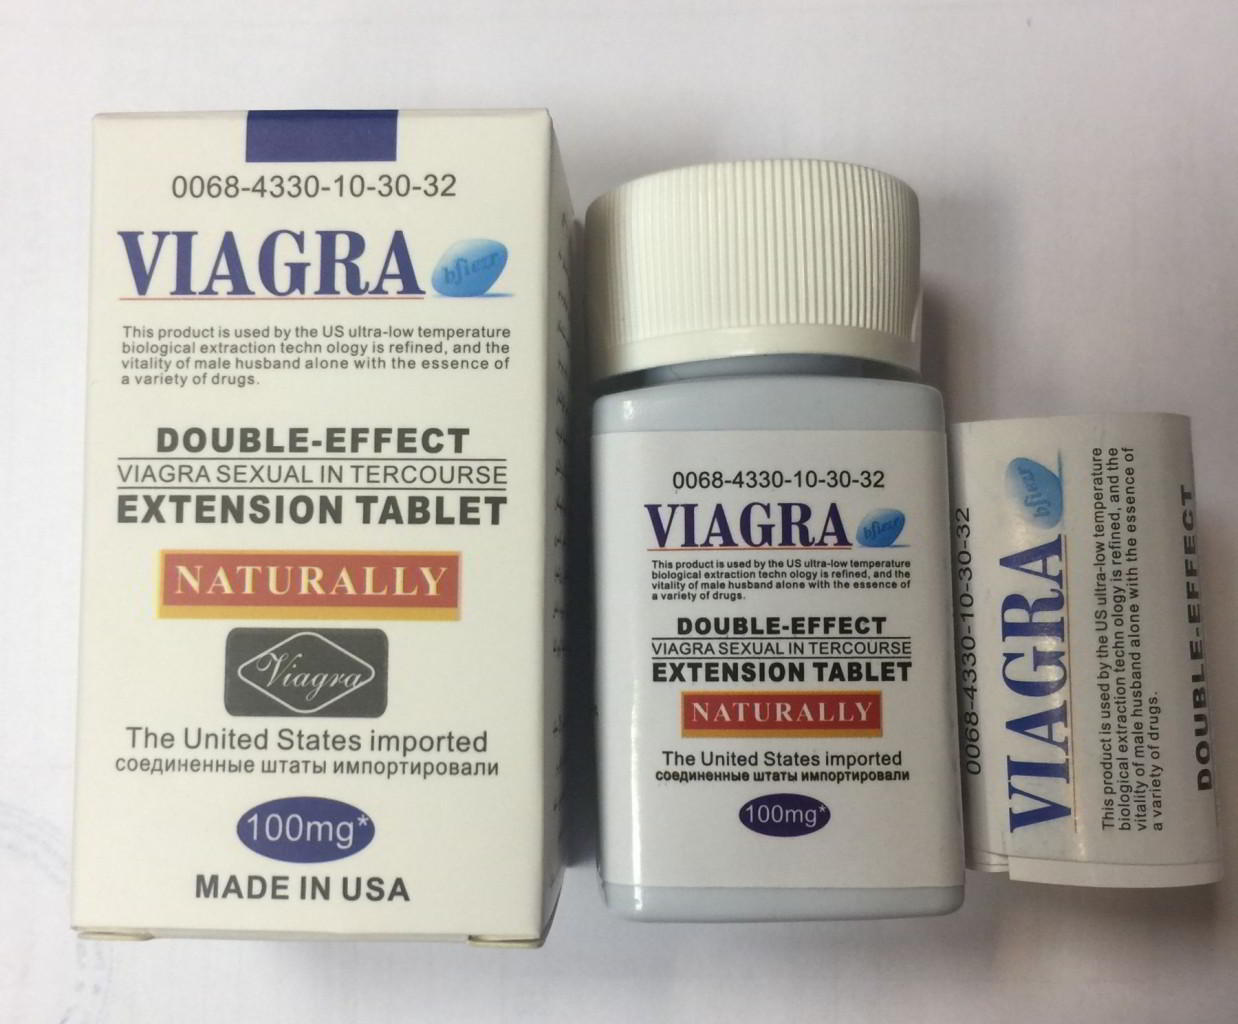 0068-4330-10-30-32
VIAGRA
bfiezr
This product is used by the US ultra-low temperature
biological extraction techn ology is refined, and the
vitality of male husband alone with the essence of
a variety of drugs.
DOUBLE-EFFECT
VIAGRA SEXUAL IN TERCOURSE
EXTENSION TABLET
NATURALLY
Viagra
The United States imported
соединенные штаты импортировали
100mg*
MADE IN USA
0068-4330-10-30-32
VIAGRA
bfiezr
This product is used by the US ultra-low temperature
biological extraction techn ology is refined, and the
vitality of male husband alone with the essence of
a variety of drugs.
DOUBLE-EFFECT
VIAGRA SEXUAL IN TERCOURSE
EXTENSION TABLET
NATURALLY
The United States imported
соединенные штаты импортировали
100mg*
0068-4330-10-30-32
VIAGRA
bfiezr
This product is used by the US ultra-low temperature
biological extraction techn ology is refined, and the
vitality of male husband alone with the essence of
a variety of drugs.
DOUBLE-EFFECT